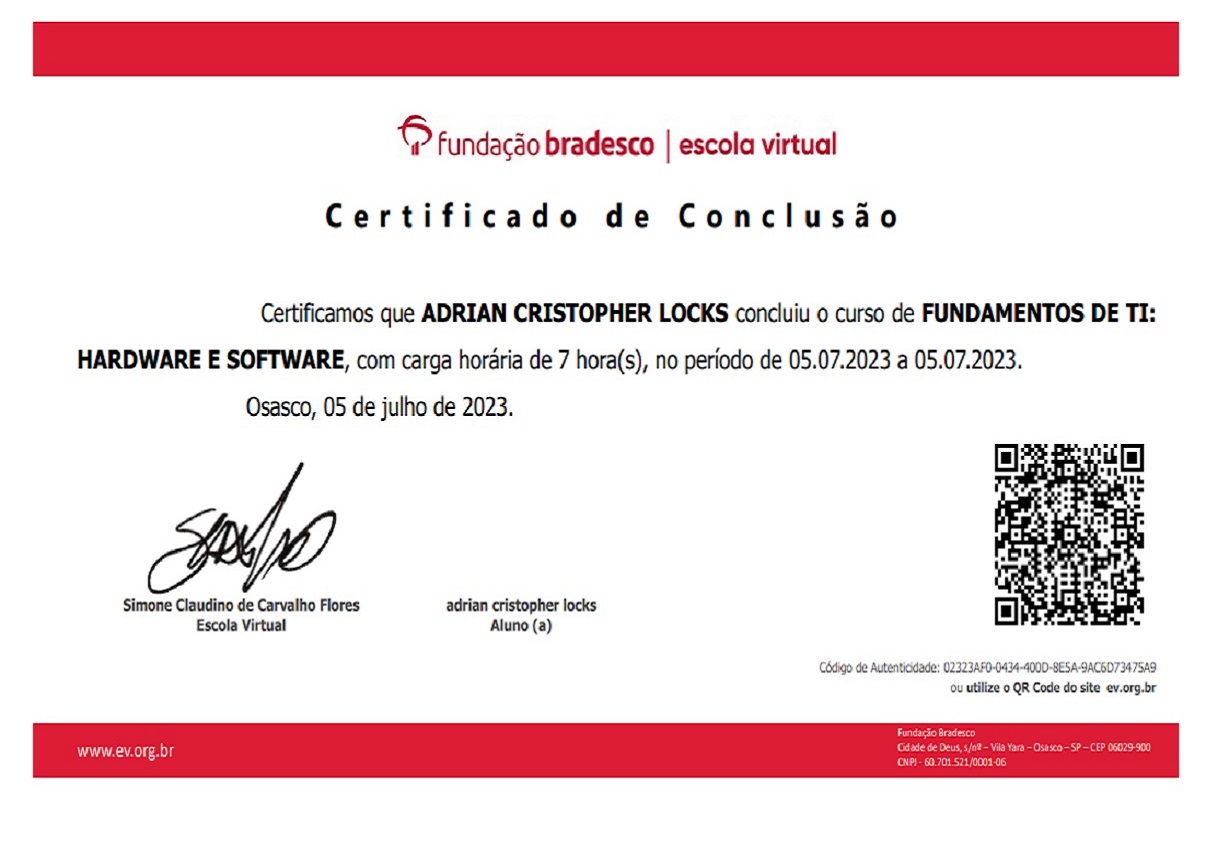 fundação bradesco | escola virtual
Certificado de Conclusão
Certificamos que ADRIAN CRISTOPHER LOCKS concluiu o curso de FUNDAMENTOS DE TI:
HARDWARE E SOFTWARE, com carga horária de 7 hora(s), no período de 05.07.2023 a 05.07.2023.
Osasco, 05 de julho de 2023.
Simone Claudino de Carvalho Flores
Escola Virtual
adrian cristopher locks
Aluno (a)
Código de Autenticidade: 02323AF0-0434-400D-8E5A-9AC6D73475A9
ou utilize o QR Code do site ev.org.br
www.ev.org.br
Fundação Bradesco
Cidade de Deus, s/nº – Vila Yara – Osasco – SP – CEP 06029-900
CNPJ - 60.701.521/0001-06